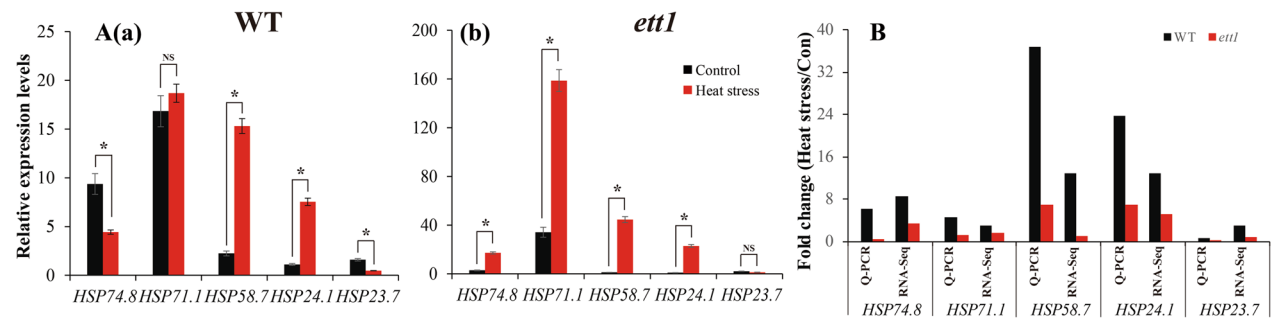 WT
A(a)
Relative expression levels
25
20
15
10
5
0
*
NS
*
*
*
HSP74.8 HSP71.1 HSP58.7 HSP24.1 HSP23.7
ett1
(b)
200
160
120
80
40
0
*
*
*
*
NS
Control
Heat stress
HSP74.8 HSP71.1 HSP58.7 HSP24.1 HSP23.7
B
WT ett1
Fold change (Heat stress/Con)
40
32
24
16
8
0
Q-PCR RNA-Seq Q-PCR RNA-Seq Q-PCR RNA-Seq Q-PCR RNA-Seq Q-PCR RNA-Seq
HSP74.8 HSP71.1 HSP58.7 HSP24.1 HSP23.7